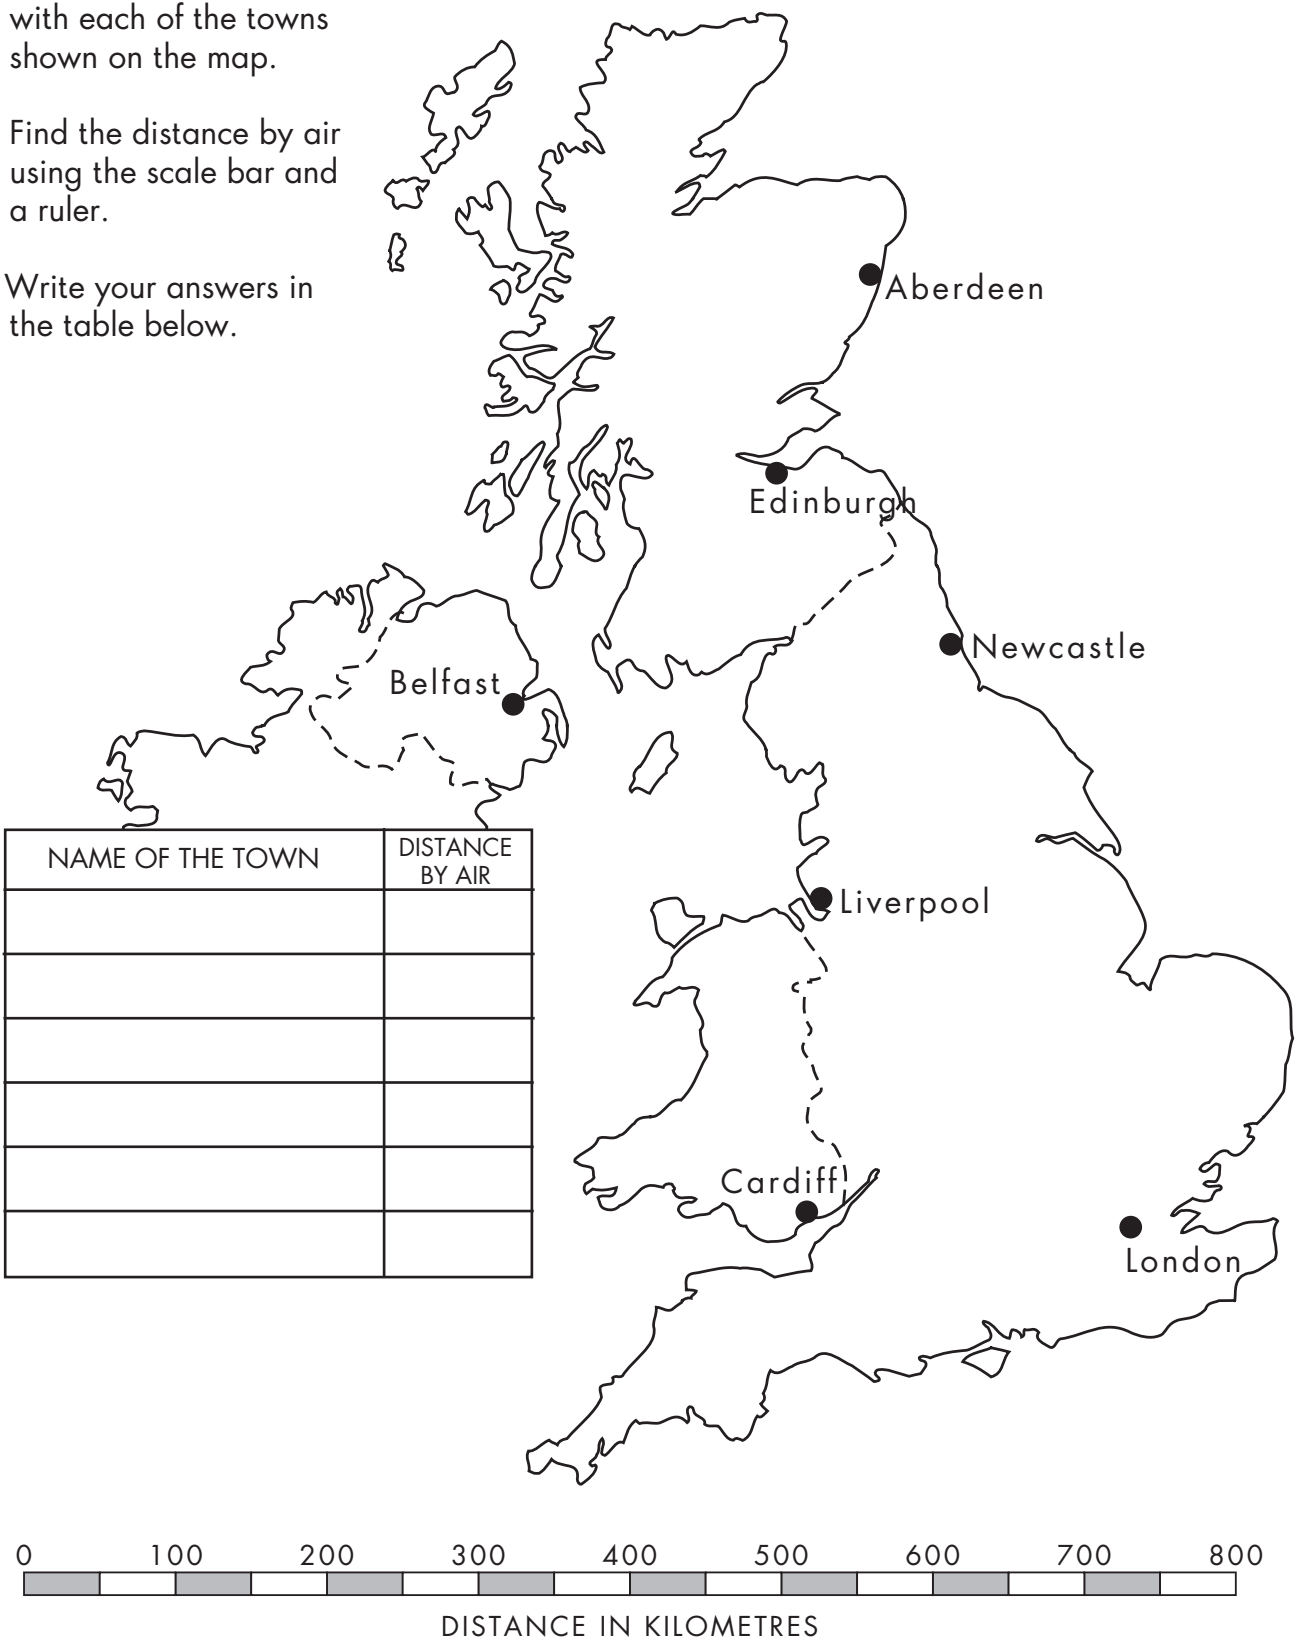 with each of the towns
shown on the map.
Find the distance by air
using the scale bar and
a ruler.
Write your answers in
the table below.
Aberdeen
Edinburgh
Newcastle
Belfast
NAME OF THE TOWN
DISTANCE
BY AIR
Liverpool
Cardiff
London
0 100 200 300 400 500 600 700 800
DISTANCE IN KILOMETRES